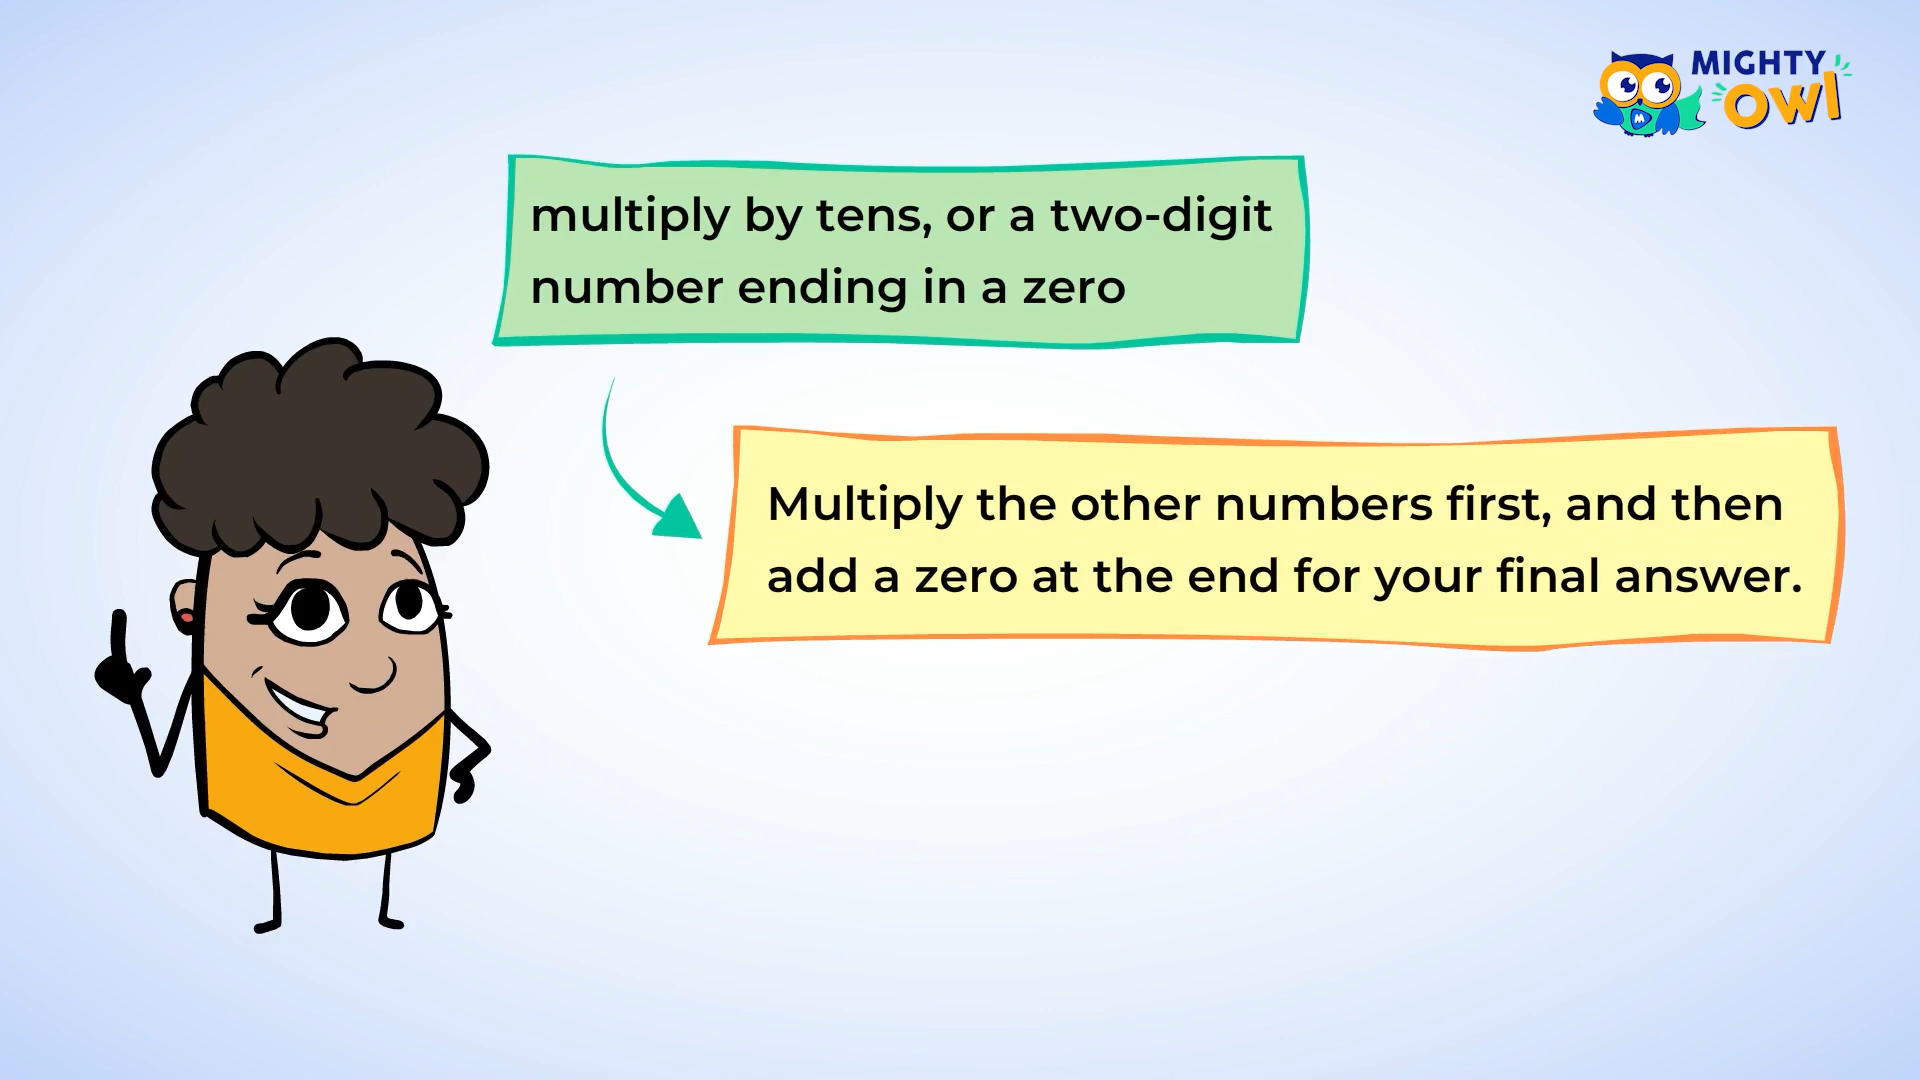 MIGHTY
OWL
multiply by tens, or a two-digit
number ending in a zero
Multiply the other numbers first, and then
add a zero at the end for your final answer.